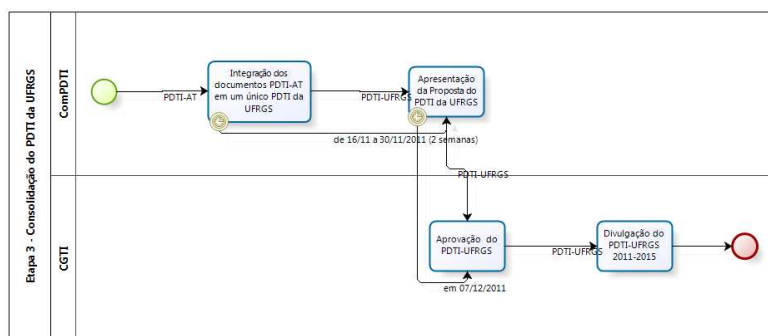 Etapa 3 - Consolidação do PDTI da UFRGS
ComPDTI
PDTI-AT
Integração dos
documentos PDTI-AT
em um único PDTI da
UFRGS
PDTI-UFRGS
Apresentação
da Proposta do
PDTI da UFRGS
de 16/11 a 30/11/2011 (2 semanas)
PDTI-UFRGS
CGTI
Aprovação do
PDTI-UFRGS
PDTI-UFRGS
Divulgação do
PDTI-UFRGS
2011-2015
em 07/12/2011